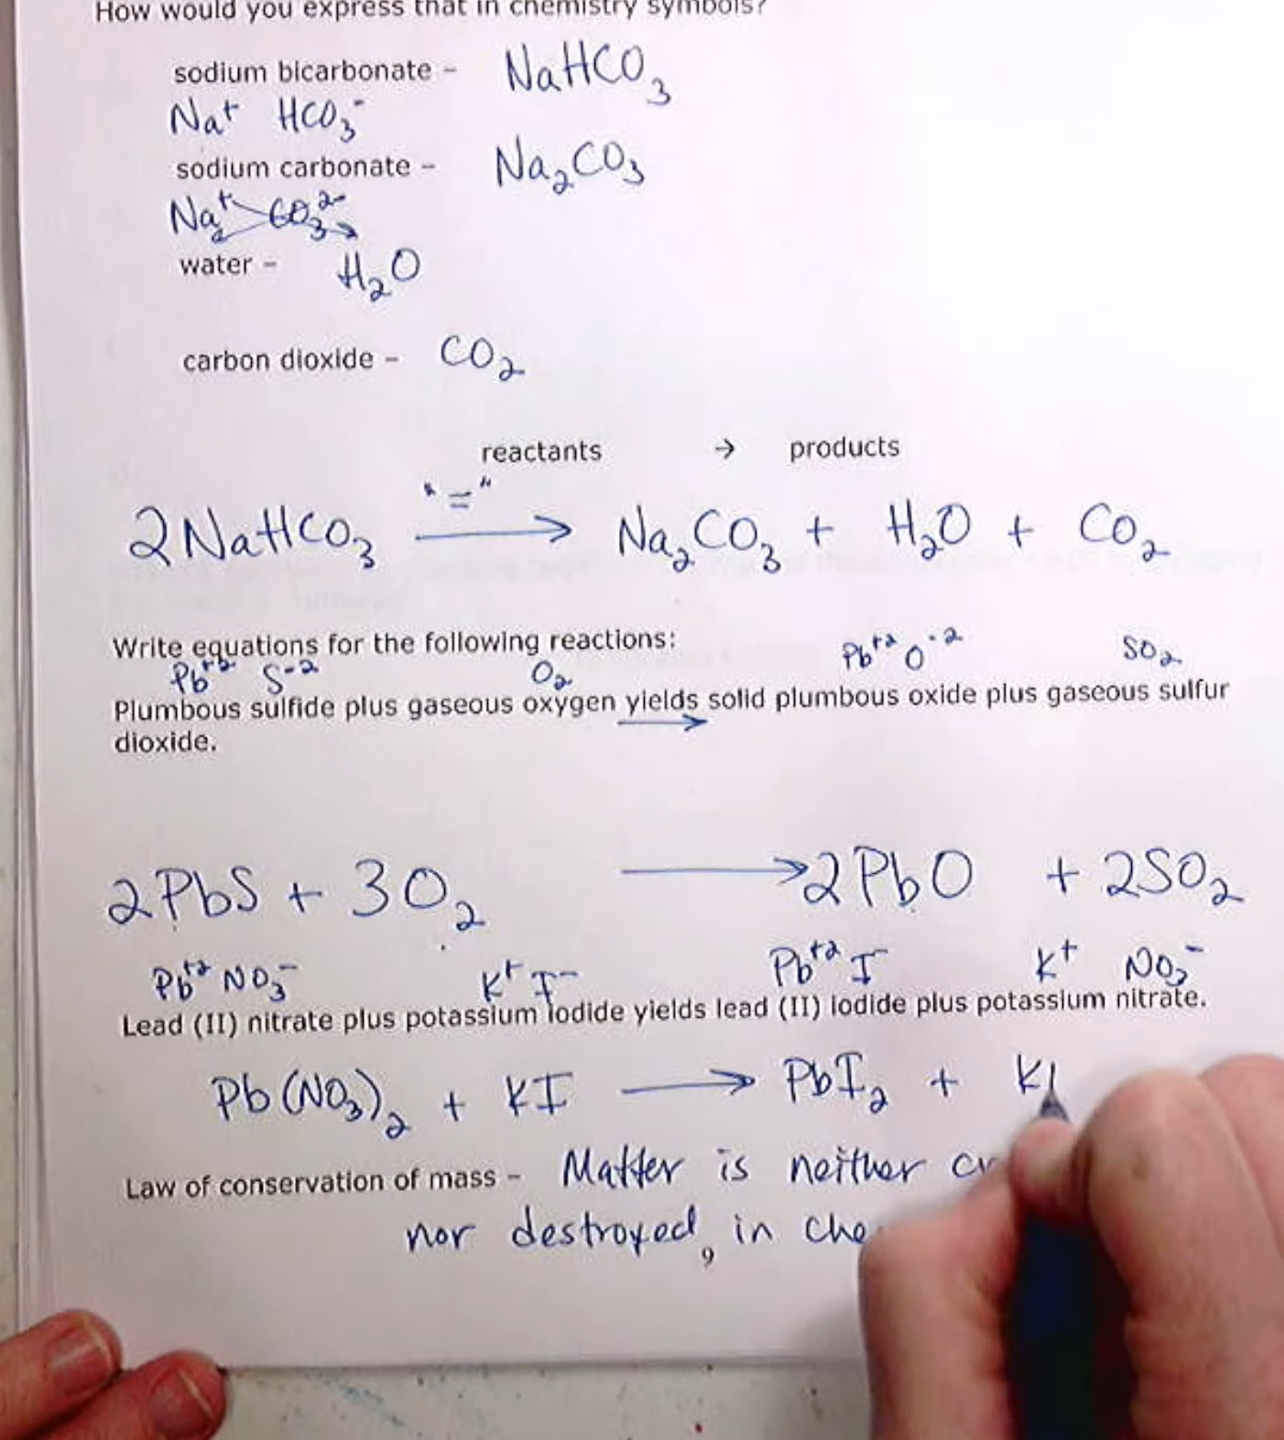 How would you express that in chemistry symbols?
sodium bicarbonate – NaHCO₃
Na⁺ HCO₃⁻
sodium carbonate – Na₂CO₃
Na⁺ CO₃²⁻
water – H₂O
carbon dioxide – CO₂
reactants → products
"="
2NaHCO₃ → Na₂CO₃ + H₂O + CO₂
Write equations for the following reactions:
Pb⁺² S⁻² O₂ Pb⁺² O⁻² SO₂
Plumbous sulfide plus gaseous oxygen yields solid plumbous oxide plus gaseous sulfur
dioxide.
2PbS + 3O₂ → 2PbO + 2SO₂
Pb⁺² NO₃⁻ K⁺ I⁻ Pb⁺² I⁻ K⁺ NO₃⁻
Lead (II) nitrate plus potassium iodide yields lead (II) iodide plus potassium nitrate.
Pb(NO₃)₂ + KI → PbI₂ + K
Law of conservation of mass – Matter is neither cr
nor destroyed, in che
9